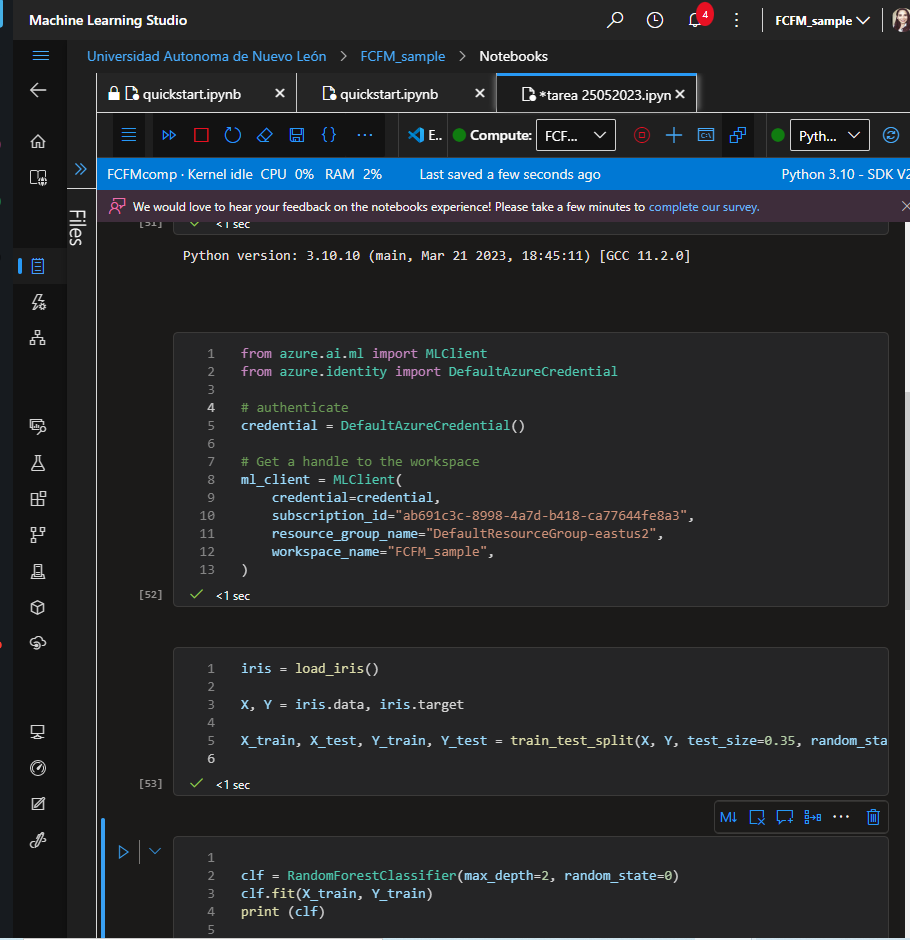 Machine Learning Studio
4
FCFM_sample
Universidad Autonoma de Nuevo León > FCFM_sample > Notebooks
quickstart.ipynb
quickstart.ipynb
*tarea 25052023.ipyn
E..
Compute:
FCF...
Pyth...
FCFMcomp · Kernel idle CPU 0% RAM 2%
Last saved a few seconds ago
Python 3.10 - SDK V2
We would love to hear your feedback on the notebooks experience! Please take a few minutes to complete our survey.
Files
[51]
<1 sec
Python version: 3.10.10 (main, Mar 21 2023, 18:45:11) [GCC 11.2.0]
1 from azure.ai.ml import MLClient
2 from azure.identity import DefaultAzureCredential
3
4 # authenticate
5 credential = DefaultAzureCredential()
6
7 # Get a handle to the workspace
8 ml_client = MLClient(
9 credential=credential,
10 subscription_id="ab691c3c-8998-4a7d-b418-ca77644fe8a3",
11 resource_group_name="DefaultResourceGroup-eastus2",
12 workspace_name="FCFM_sample",
13 )
[52]
<1 sec
1 iris = load_iris()
2
3 X, Y = iris.data, iris.target
4
5 X_train, X_test, Y_train, Y_test = train_test_split(X, Y, test_size=0.35, random_sta
6
[53]
<1 sec
M↓
1
2 clf = RandomForestClassifier(max_depth=2, random_state=0)
3 clf.fit(X_train, Y_train)
4 print (clf)
5